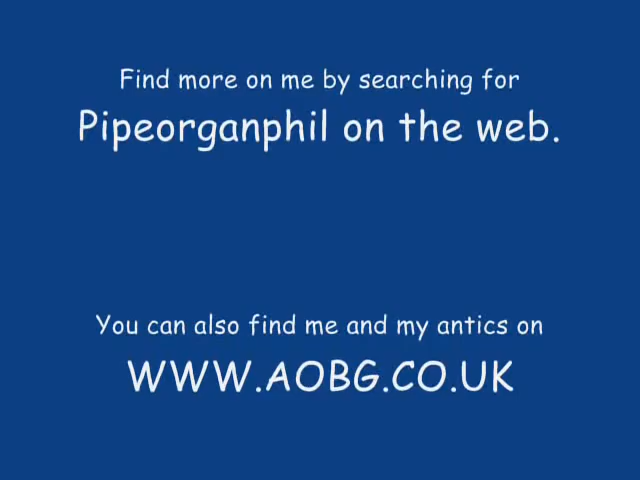 Find more on me by searching for
Pipeorganphil on the web.
You can also find me and my antics on
WWW.AOBG.CO.UK